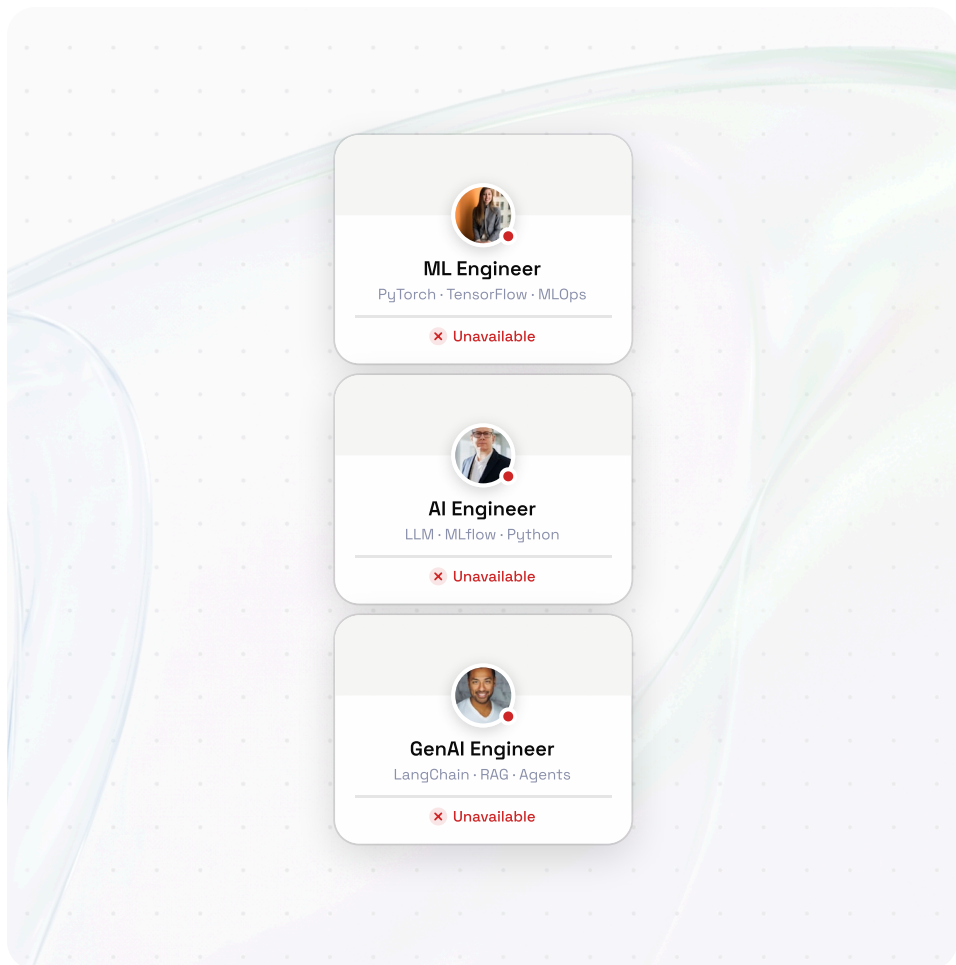 ML Engineer
PyTorch · TensorFlow · MLOps
Unavailable
AI Engineer
LLM · MLflow · Python
Unavailable
GenAI Engineer
LangChain · RAG · Agents
Unavailable